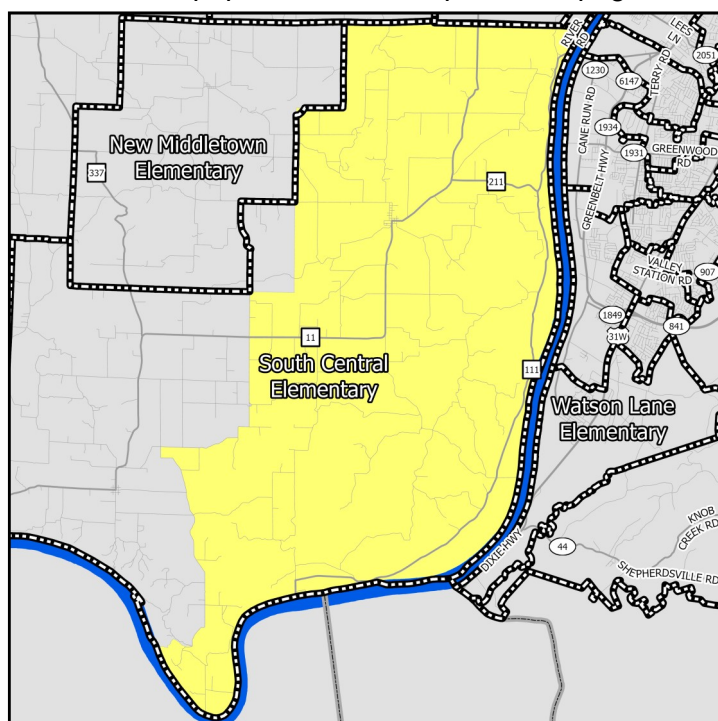 RIVER
RD
LEES
LN
2051
1230
6147
TERRY RD
CANE RUN RD
1934
GREENWOOD
RD
1931
New Middletown
Elementary
337
211
GREENBELT HWY
VALLEY
STATION RD
907
1849
841
31W
11
South Central
Elementary
111
Watson Lane
Elementary
DIXIE HWY
44
KNOB
CREEK RD
SHEPHERDSVILLE RD